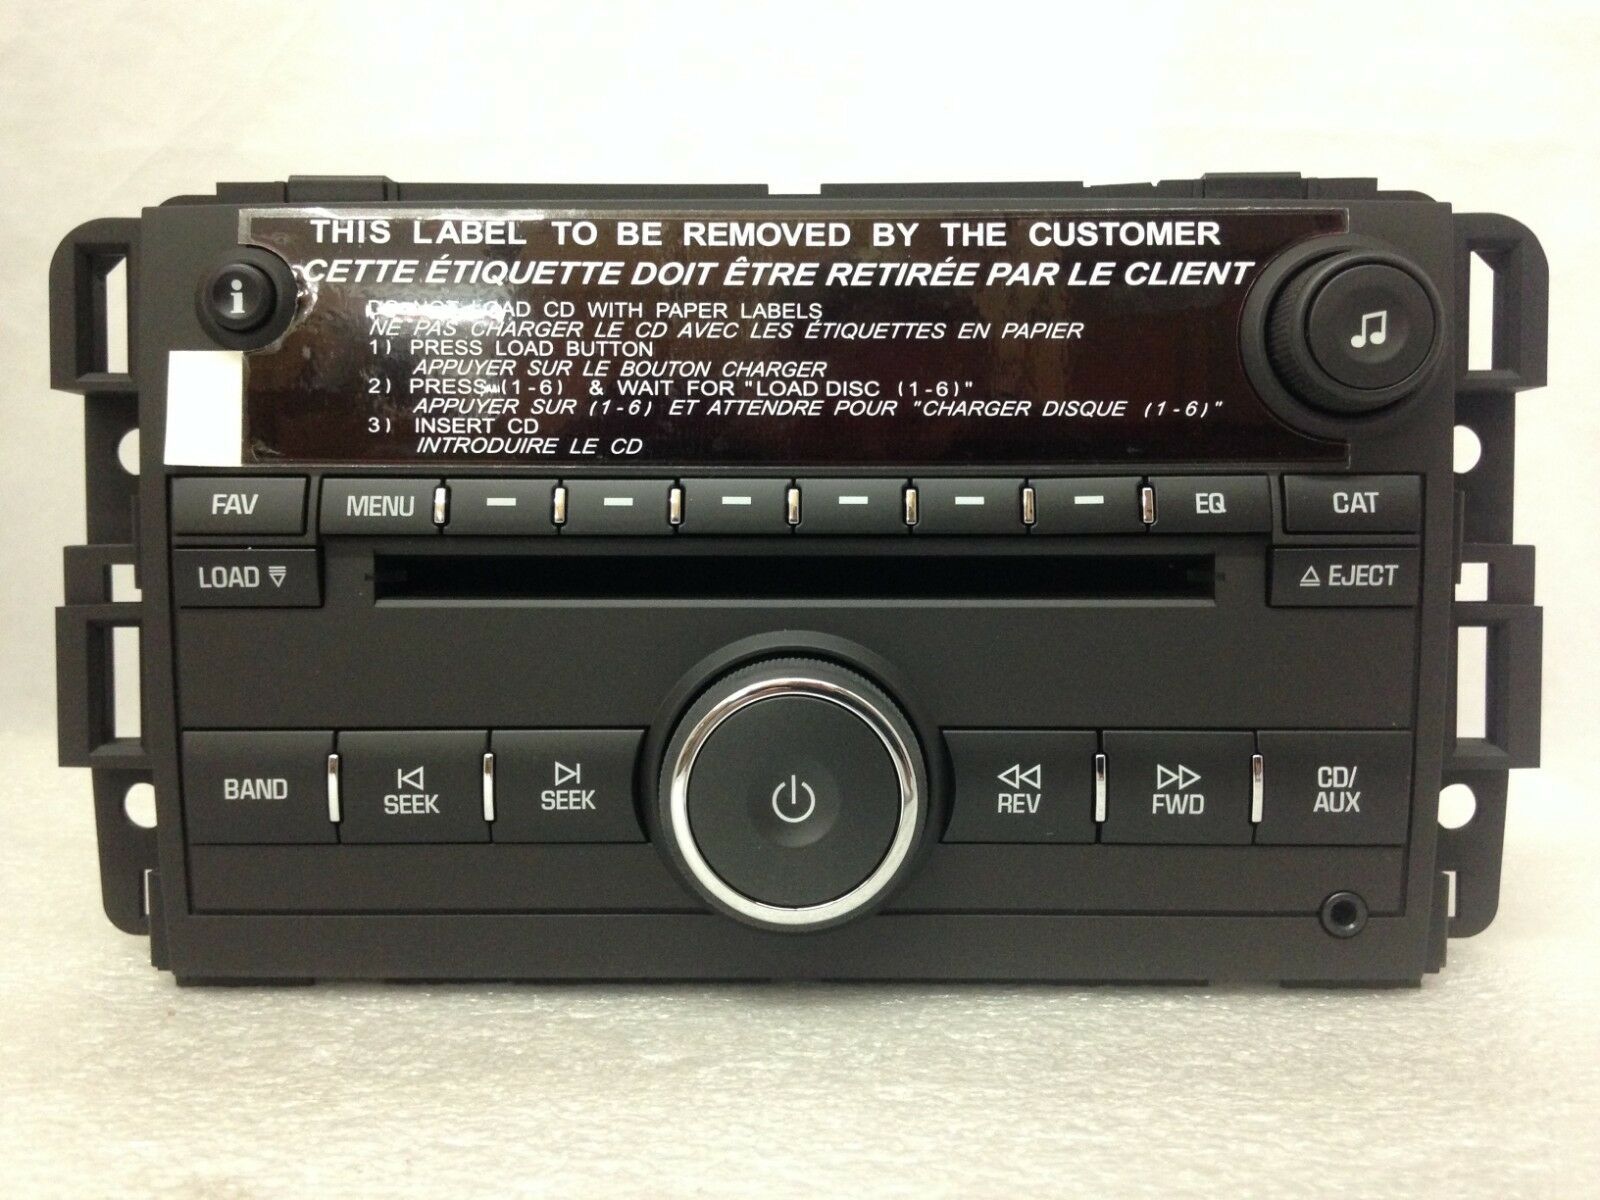 THIS LABEL TO BE REMOVED BY THE CUSTOMER
CETTE ÉTIQUETTE DOIT ÊTRE RETIRÉE PAR LE CLIENT
i
DO NOT LOAD CD WITH PAPER LABELS
NE PAS CHARGER LE CD AVEC LES ÉTIQUETTES EN PAPIER
1) PRESS LOAD BUTTON
APPUYER SUR LE BOUTON CHARGER
2) PRESS (1-6) & WAIT FOR "LOAD DISC (1-6)"
APPUYER SUR (1-6) ET ATTENDRE POUR "CHARGER DISQUE (1-6)"
3) INSERT CD
INTRODUIRE LE CD
FAV MENU EQ CAT
LOAD EJECT
BAND SEEK SEEK REV FWD CD/
AUX